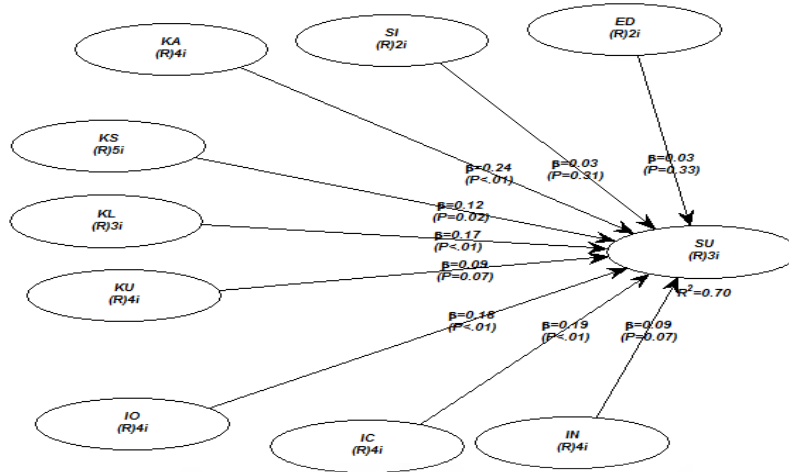 KA
(R)4i
SI
(R)2i
ED
(R)2i
KS
(R)5i
KL
(R)3i
KU
(R)4i
IO
(R)4i
IC
(R)4i
IN
(R)4i
SU
(R)3i
R²=0.70
β=0.24
(P<.01)
β=0.03
(P=0.31)
β=0.03
(P=0.33)
β=0.12
(P=0.02)
β=0.17
(P<.01)
β=0.09
(P=0.07)
β=0.18
(P<.01)
β=0.19
(P<.01)
β=0.09
(P=0.07)